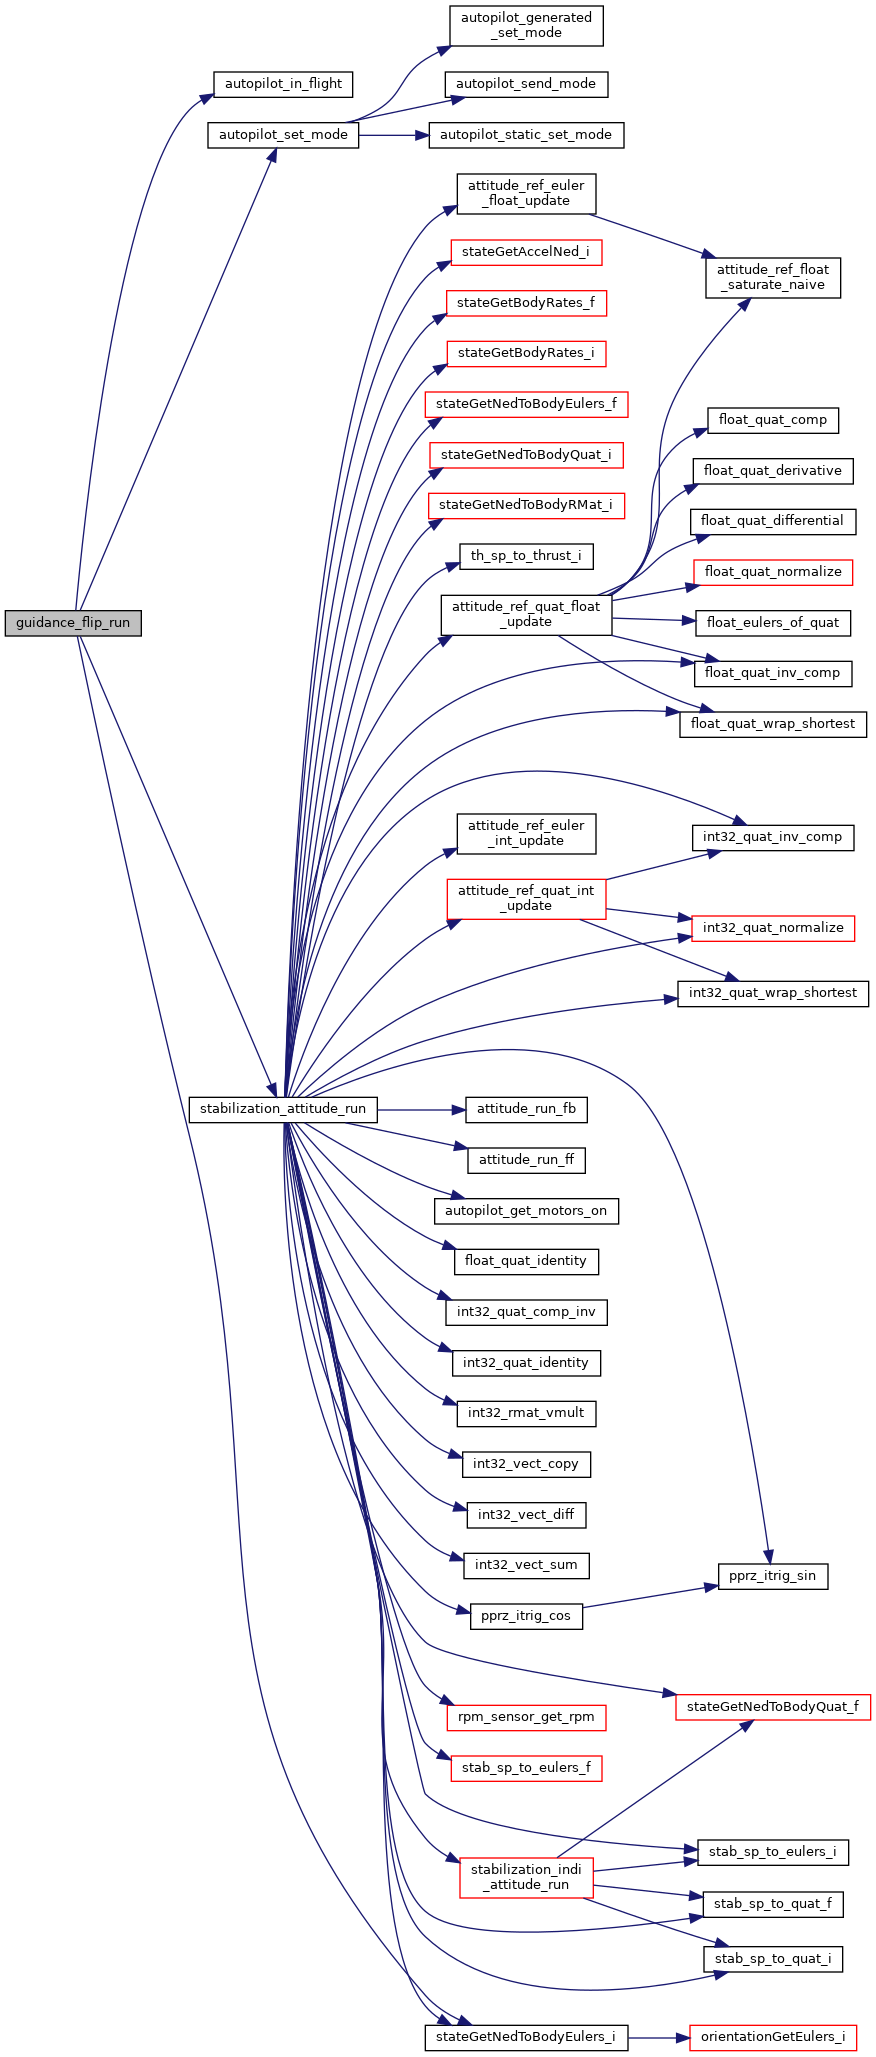 autopilot_generated
_set_mode
autopilot_in_flight
autopilot_send_mode
autopilot_set_mode
autopilot_static_set_mode
attitude_ref_euler
_float_update
stateGetAccelNed_i
attitude_ref_float
_saturate_naive
stateGetBodyRates_f
stateGetBodyRates_i
stateGetNedToBodyEulers_f
float_quat_comp
stateGetNedToBodyQuat_i
float_quat_derivative
stateGetNedToBodyRMat_i
float_quat_differential
th_sp_to_thrust_i
float_quat_normalize
attitude_ref_quat_float
_update
guidance_flip_run
float_eulers_of_quat
float_quat_inv_comp
float_quat_wrap_shortest
attitude_ref_euler
_int_update
int32_quat_inv_comp
attitude_ref_quat_int
_update
int32_quat_normalize
int32_quat_wrap_shortest
stabilization_attitude_run
attitude_run_fb
attitude_run_ff
autopilot_get_motors_on
float_quat_identity
int32_quat_comp_inv
int32_quat_identity
int32_rmat_vmult
int32_vect_copy
int32_vect_diff
int32_vect_sum
pprz_itrig_sin
pprz_itrig_cos
stateGetNedToBodyQuat_f
rpm_sensor_get_rpm
stab_sp_to_eulers_f
stab_sp_to_eulers_i
stabilization_indi
_attitude_run
stab_sp_to_quat_f
stab_sp_to_quat_i
stateGetNedToBodyEulers_i
orientationGetEulers_i